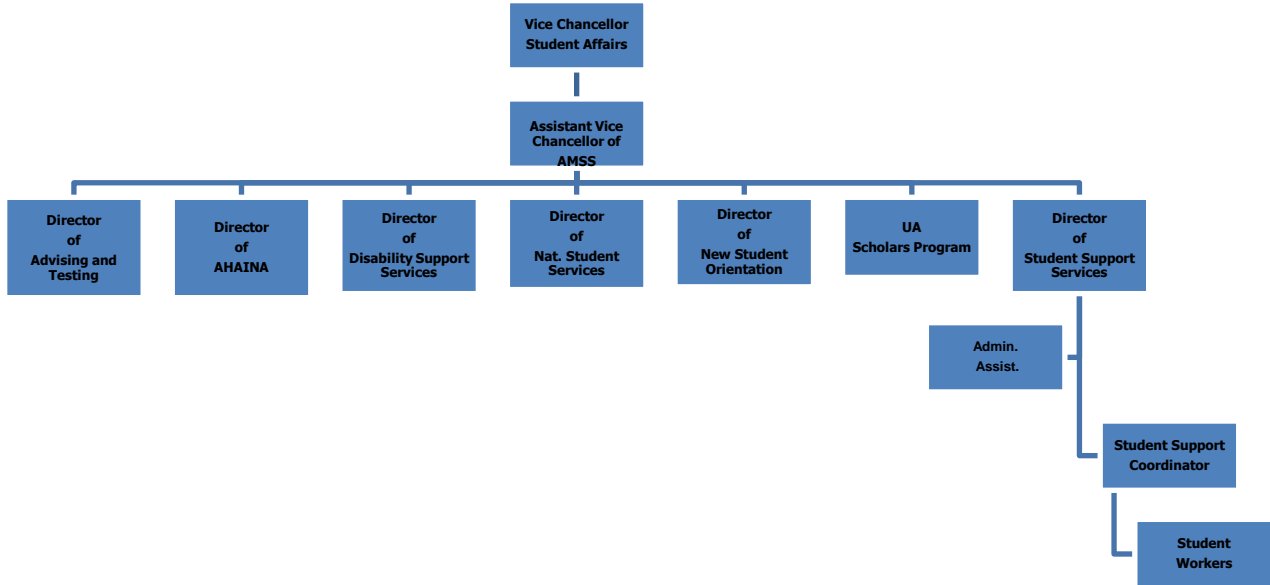 Vice Chancellor
Student Affairs
Assistant Vice
Chancellor of
AMSS
Director
of
Advising and
Testing
Director
of
AHAINA
Director
of
Disability Support
Services
Director
of
Nat. Student
Services
Director
of
New Student
Orientation
UA
Scholars Program
Director
of
Student Support
Services
Admin.
Assist.
Student Support
Coordinator
Student
Workers